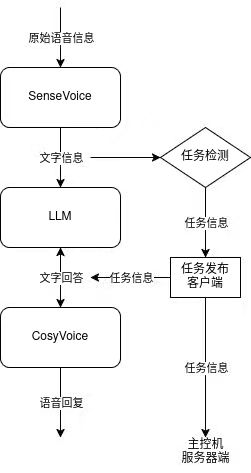 原始语音信息
SenseVoice
文字信息
任务检测
LLM
任务信息
文字回答
任务信息
任务发布
客户端
CosyVoice
任务信息
语音回复
主控机
服务器端